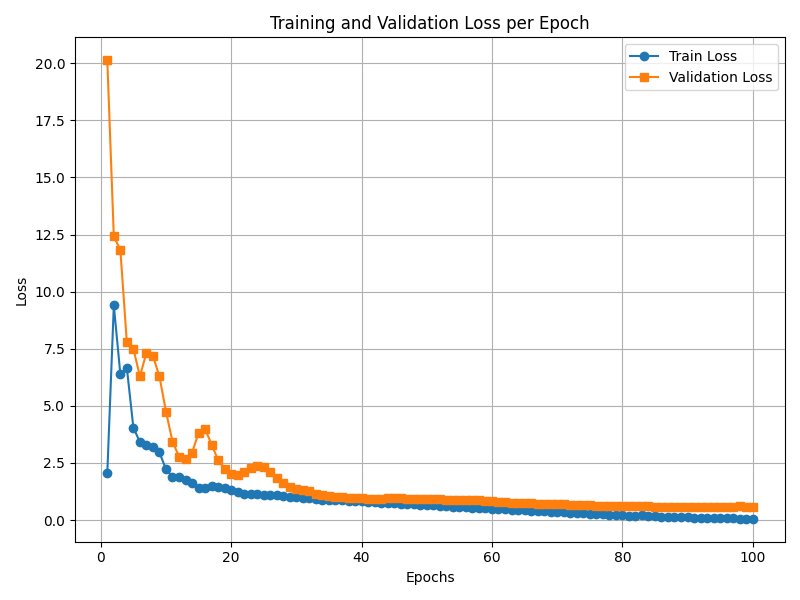 Training and Validation Loss per Epoch
Train Loss
Validation Loss
20.0
17.5
15.0
12.5
10.0
7.5
5.0
2.5
0.0
Loss
0 20 40 60 80 100
Epochs